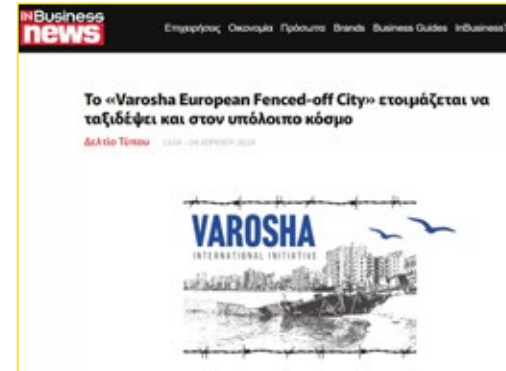 INBusiness
news
Επιχειρήσεις Οικονομία Πρόσωπα Brands Business Guides InBusiness
Το «Varosha European Fenced-off City» ετοιμάζεται να
ταξιδέψει και στον υπόλοιπο κόσμο
Δελτίο Τύπου
VAROSHA
INTERNATIONAL INITIATIVE